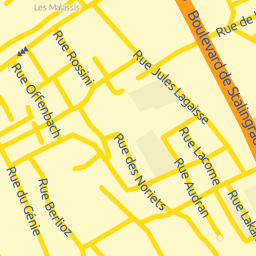 Les Malassis
Boulevard de Stalingrad
Rue de
Rue Rossini
Rue Jules Lagaisse
Rue Offenbach
Rue des Noriets
Rue Lacome
Rue Audran
Rue du Génie
Rue Berlioz
Rue Laka